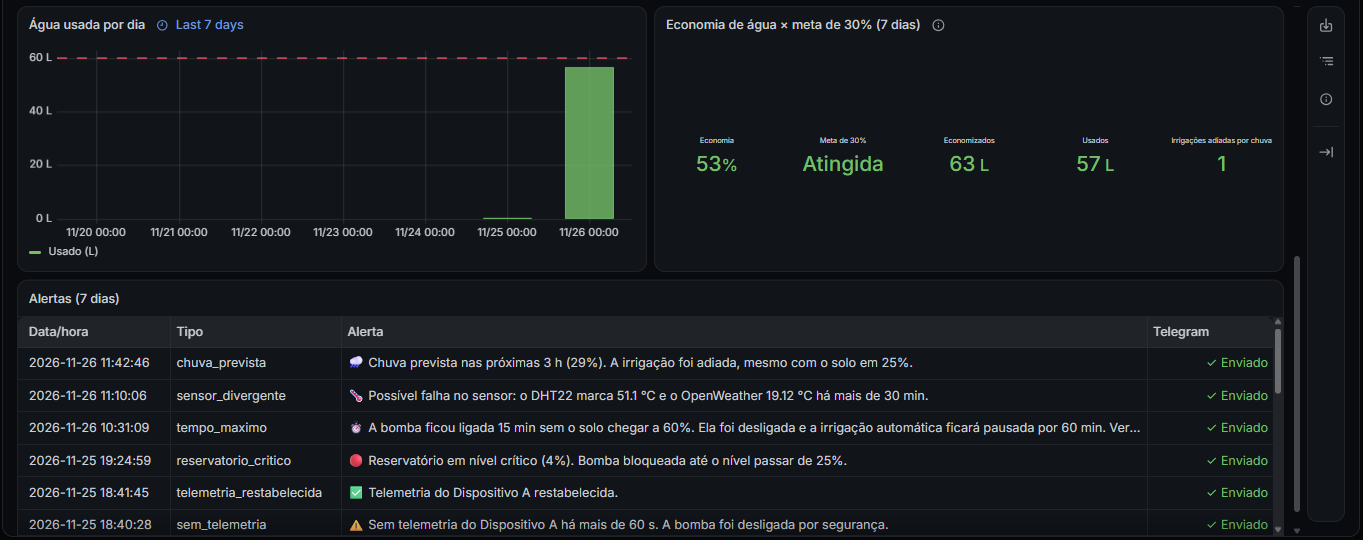 Água usada por dia Last 7 days
60 L
40 L
20 L
0 L
11/20 00:00 11/21 00:00 11/22 00:00 11/23 00:00 11/24 00:00 11/25 00:00 11/26 00:00
Usado (L)
Economia de água × meta de 30% (7 dias)
Economia Meta de 30% Economizados Usados Irrigações adiadas por chuva
53% Atingida 63 L 57 L 1
Alertas (7 dias)
Data/hora Tipo Alerta Telegram
2026-11-26 11:42:46 chuva_prevista 🌧️ Chuva prevista nas próximas 3 h (29%). A irrigação foi adiada, mesmo com o solo em 25%. ✓ Enviado
2026-11-26 11:10:06 sensor_divergente 🌡️ Possível falha no sensor: o DHT22 marca 51.1 °C e o OpenWeather 19.12 °C há mais de 30 min. ✓ Enviado
2026-11-26 10:31:09 tempo_maximo ⏱️ A bomba ficou ligada 15 min sem o solo chegar a 60%. Ela foi desligada e a irrigação automática ficará pausada por 60 min. Ver... ✓ Enviado
2026-11-25 19:24:59 reservatorio_critico 🔴 Reservatório em nível crítico (4%). Bomba bloqueada até o nível passar de 25%. ✓ Enviado
2026-11-25 18:41:45 telemetria_restabelecida ✅ Telemetria do Dispositivo A restabelecida. ✓ Enviado
2026-11-25 18:40:28 sem_telemetria ⚠️ Sem telemetria do Dispositivo A há mais de 60 s. A bomba foi desligada por segurança. ✓ Enviado